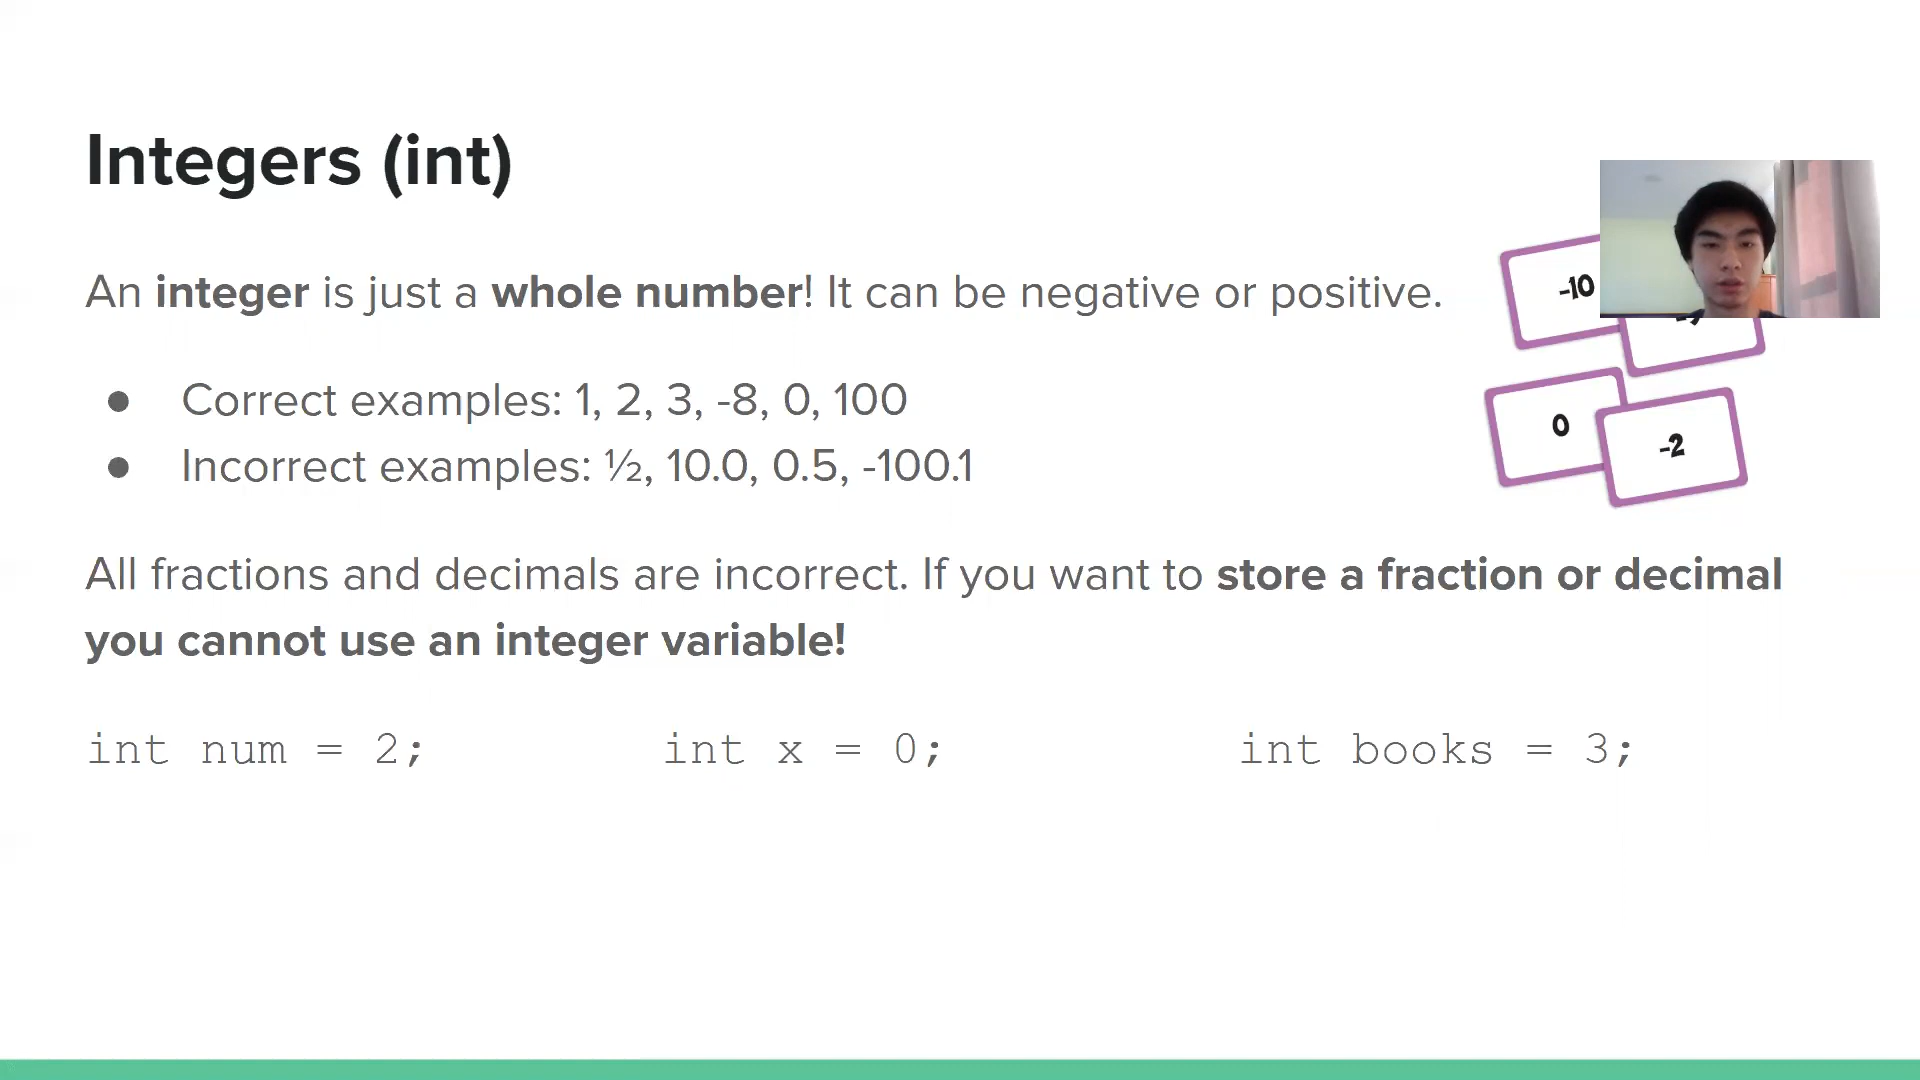 Integers (int)
An integer is just a whole number! It can be negative or positive.
● Correct examples: 1, 2, 3, -8, 0, 100
● Incorrect examples: ½, 10.0, 0.5, -100.1
All fractions and decimals are incorrect. If you want to store a fraction or decimal
you cannot use an integer variable!
int num = 2;
int x = 0;
int books = 3;
-10
0
-2